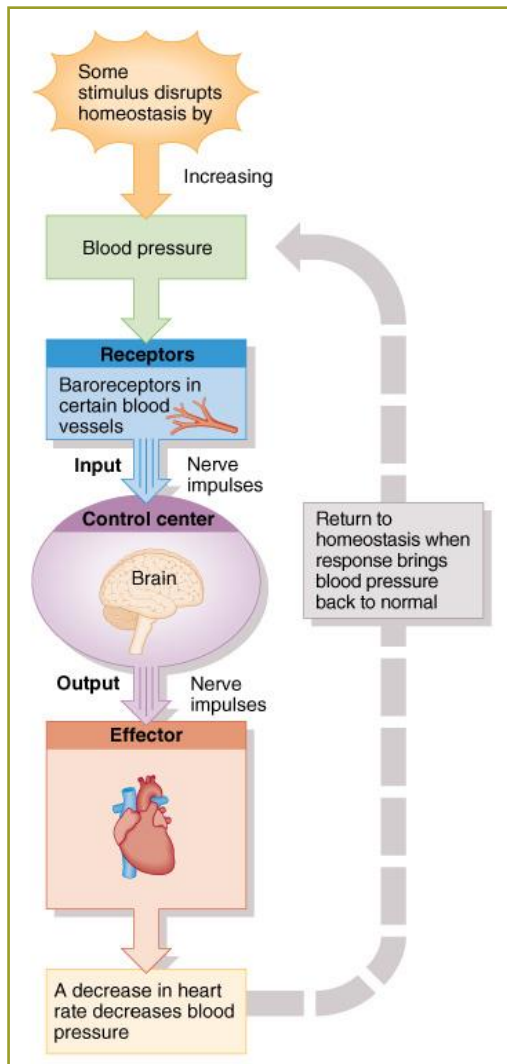 Some
stimulus disrupts
homeostasis by
Increasing
Blood pressure
Receptors
Baroreceptors in
certain blood
vessels
Input
Nerve
impulses
Control center
Brain
Output
Nerve
impulses
Effector
A decrease in heart
rate decreases blood
pressure
Return to
homeostasis when
response brings
blood pressure
back to normal